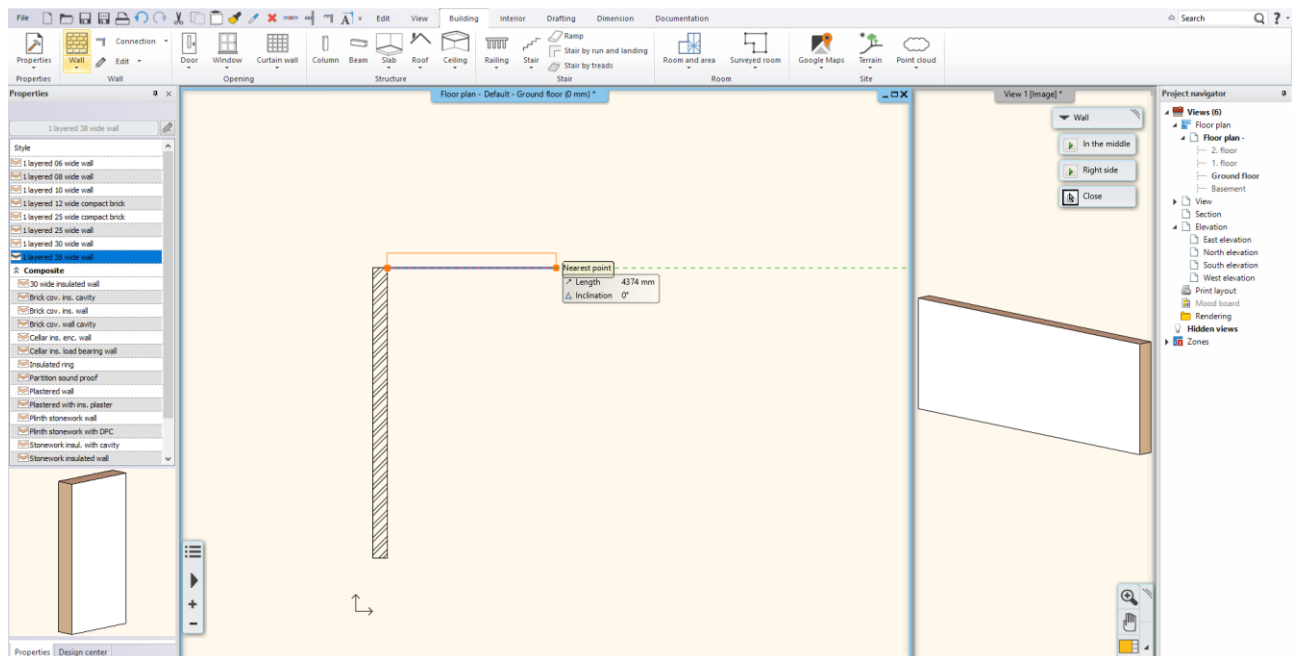 File Edit View Building Interior Drafting Dimension Documentation Search ?
Properties Wall Connection Edit Door Window Curtain wall Column Beam Slab Roof Ceiling Railing Stair Ramp Stair by run and landing Stair by treads Room and area Surveyed room Google Maps Terrain Point cloud
Properties Wall Opening Structure Stair Room Site
Properties
1 layered 38 wide wall
Style
1 layered 06 wide wall
1 layered 08 wide wall
1 layered 10 wide wall
1 layered 12 wide compact brick
1 layered 25 wide compact brick
1 layered 25 wide wall
1 layered 30 wide wall
1 layered 38 wide wall
Composite
30 wide insulated wall
Brick cov. ins. cavity
Brick cov. ins. wall
Brick cov. wall cavity
Cellar ins. enc. wall
Cellar ins. load bearing wall
Insulated ring
Partition sound proof
Plastered wall
Plastered with ins. plaster
Plinth stonework wall
Plinth stonework with DPC
Stonework insul. with cavity
Stonework insulated wall
Properties Design center
Floor plan - Default - Ground floor (0 mm) *
Nearest point
Length 4374 mm
Inclination 0°
View 1 [Image] *
Wall
In the middle
Right side
Close
Project navigator
Views (6)
Floor plan
Floor plan -
2. floor
1. floor
Ground floor
Basement
View
Section
Elevation
East elevation
North elevation
South elevation
West elevation
Print layout
Mood board
Rendering
Hidden views
Zones